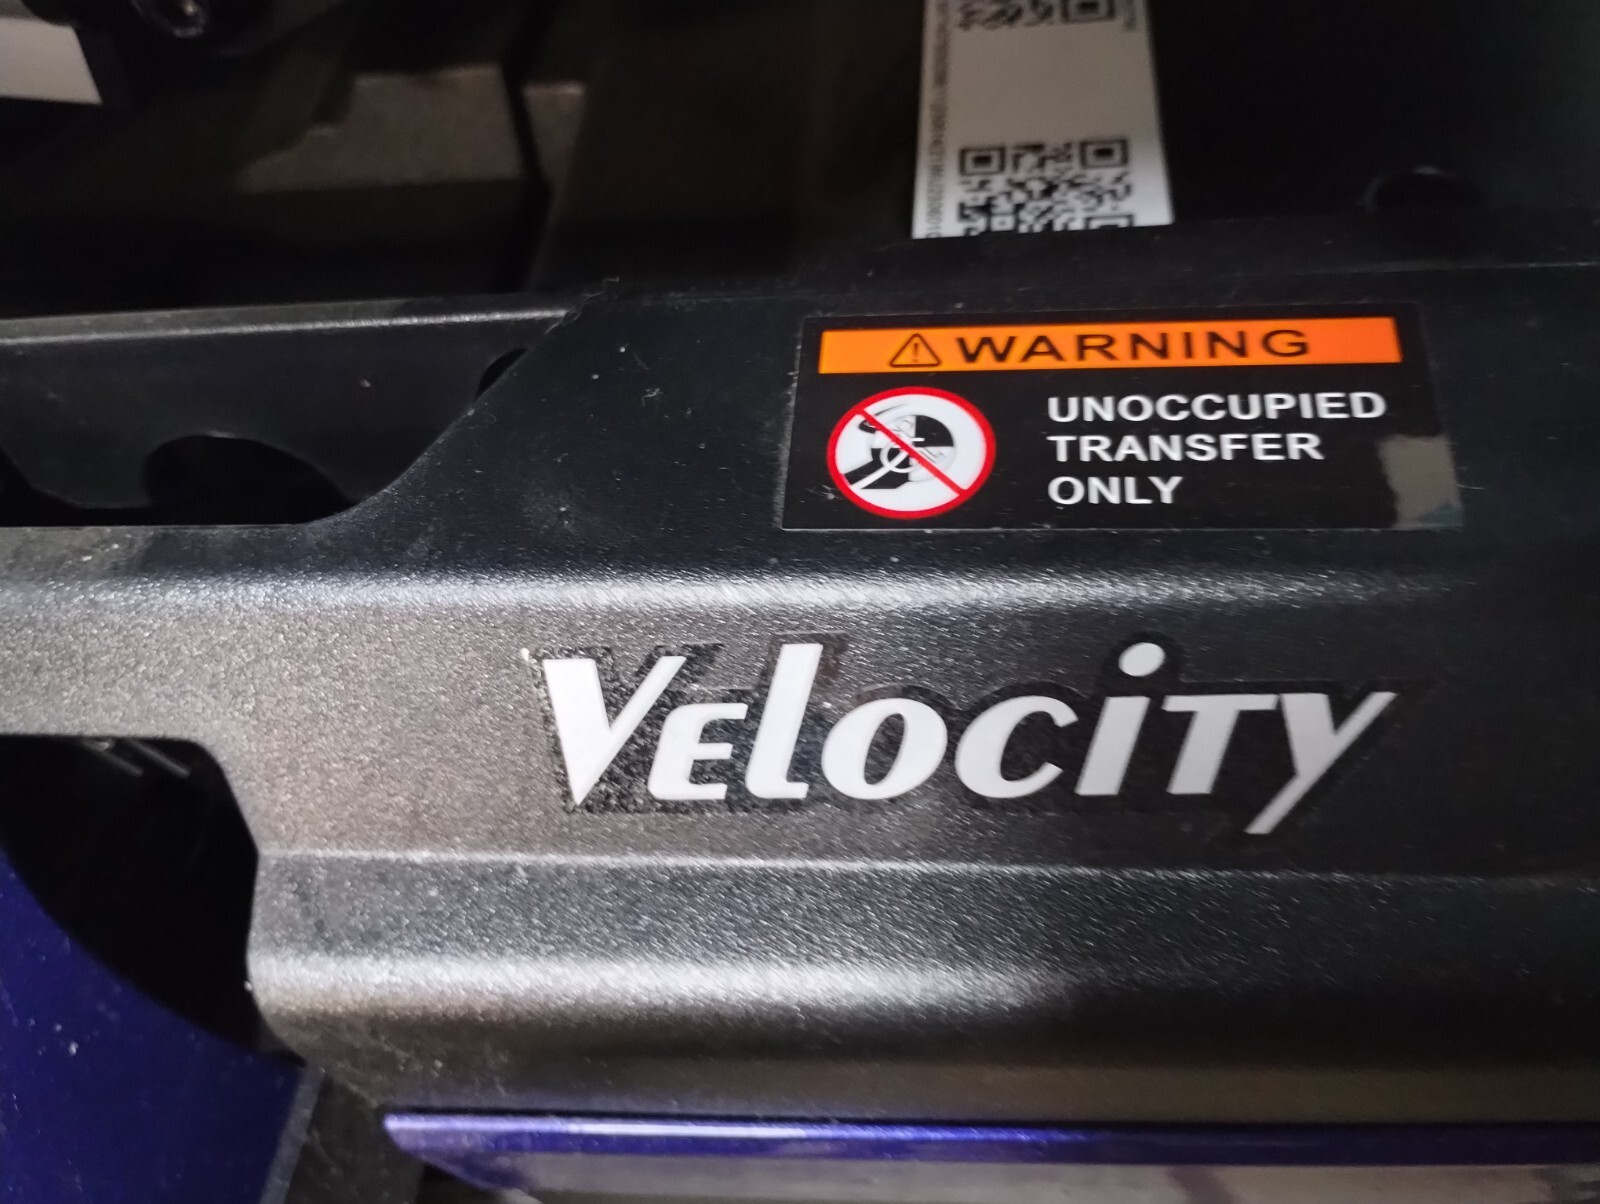 WARNING
UNOCCUPIED
TRANSFER
ONLY
Velocity